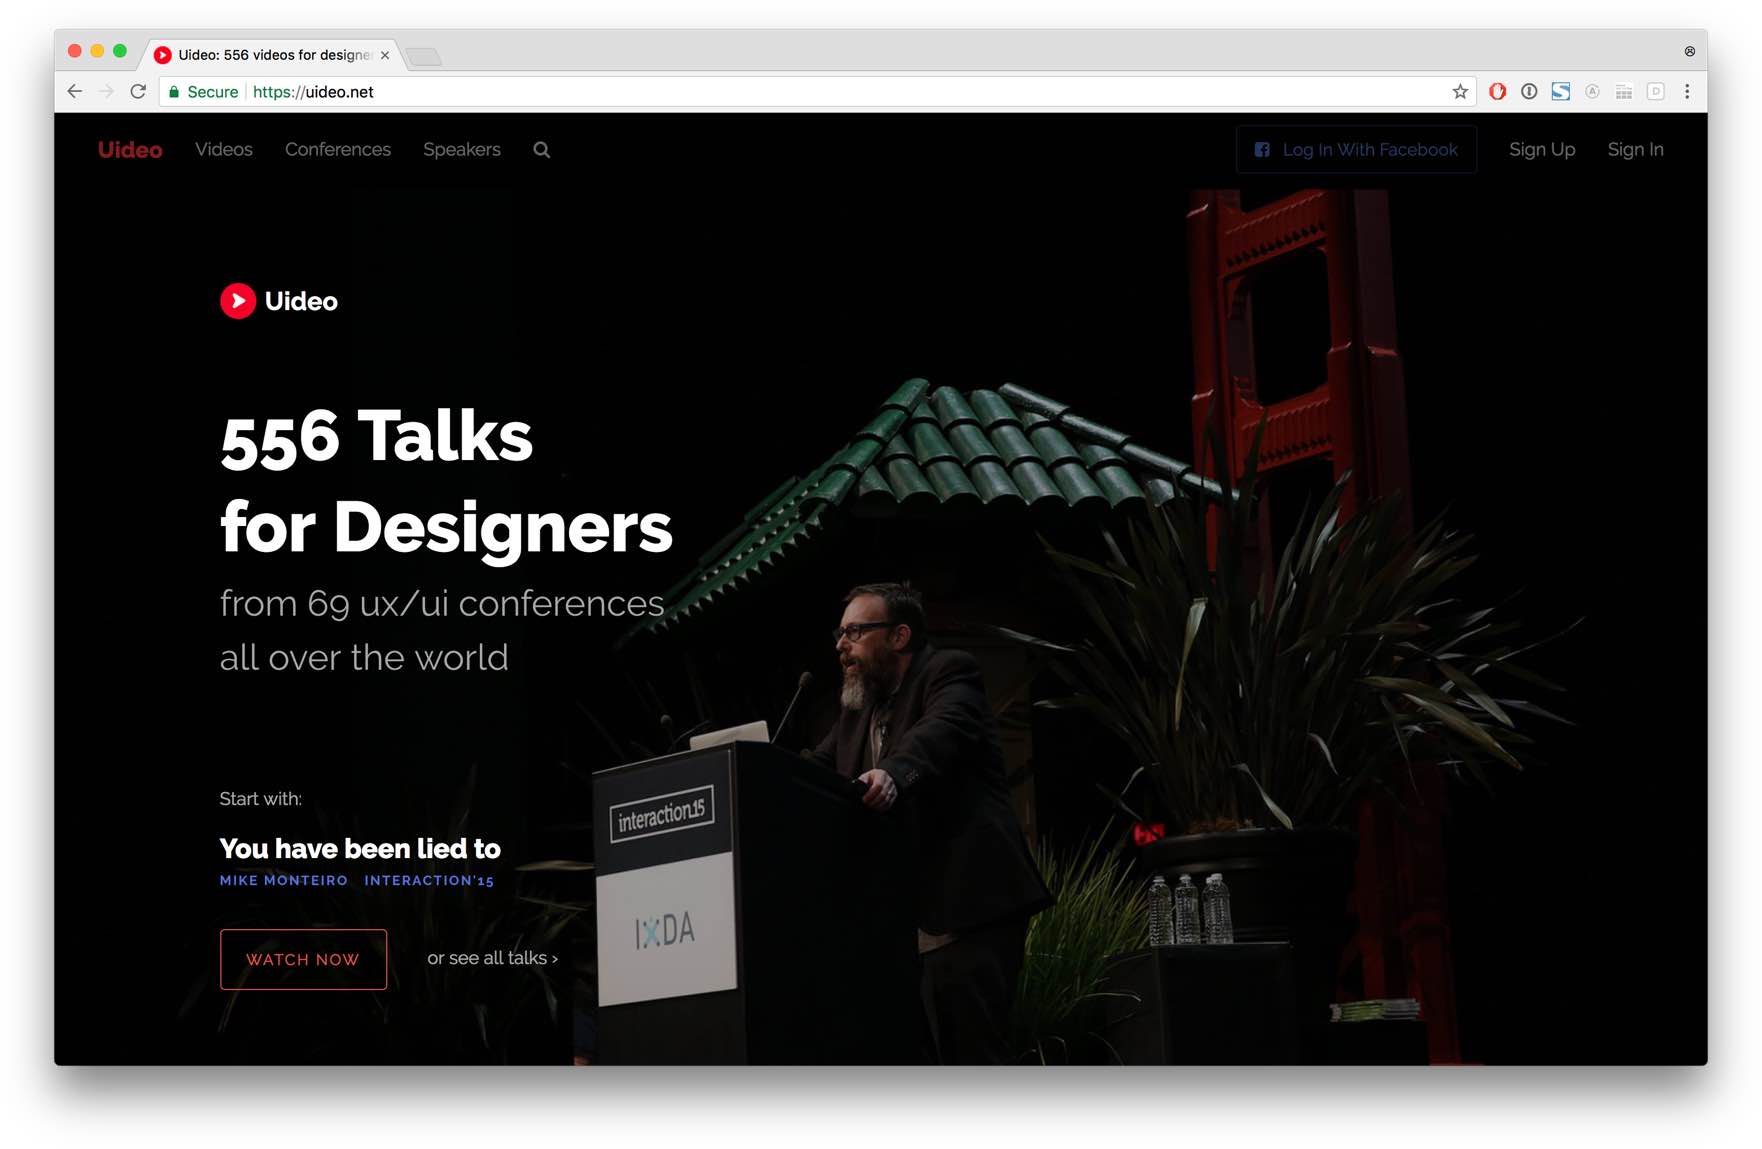 Uideo: 556 videos for designe
Secure https://uideo.net
Uideo Videos Conferences Speakers Log In With Facebook Sign Up Sign In
Uideo
556 Talks
for Designers
from 69 ux/ui conferences
all over the world
Start with:
You have been lied to
MIKE MONTEIRO INTERACTION'15
WATCH NOW or see all talks ›
interaction15
IXDA